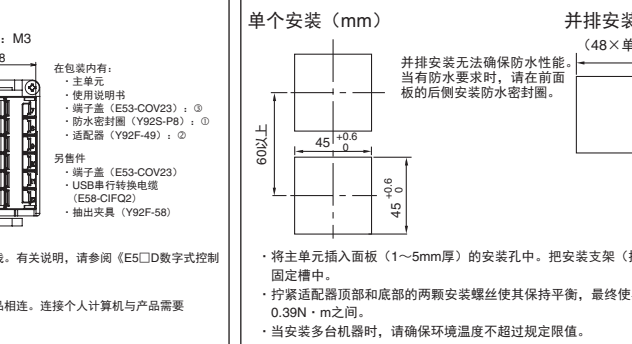 ：M3
8
在包装内有：
・主单元
・使用说明书
・端子盖（E53-COV23）：③
・防水密封圈（Y92S-P8）：①
・适配器（Y92F-49）：②
另售件
・端子盖（E53-COV23）
・USB串行转换电缆
（E58-CIFQ2）
・抽出夹具（Y92F-58）
。有关说明，请参阅《E5□D数字式控制
品相连。连接个人计算机与产品需要
单个安装（mm）
并排安装无法确保防水性能。
当有防水要求时，请在前面
板的后侧安装防水密封圈。
60以上
45 +0.6 0
45 +0.6 0
并排安装
（48×单
・将主单元插入面板（1～5mm厚）的安装孔中。把安装支架（
固定槽中。
・拧紧适配器顶部和底部的两颗安装螺丝使其保持平衡，最终使
0.39N・m之间。
・当安装多台机器时，请确保环境温度不超过规定限值。